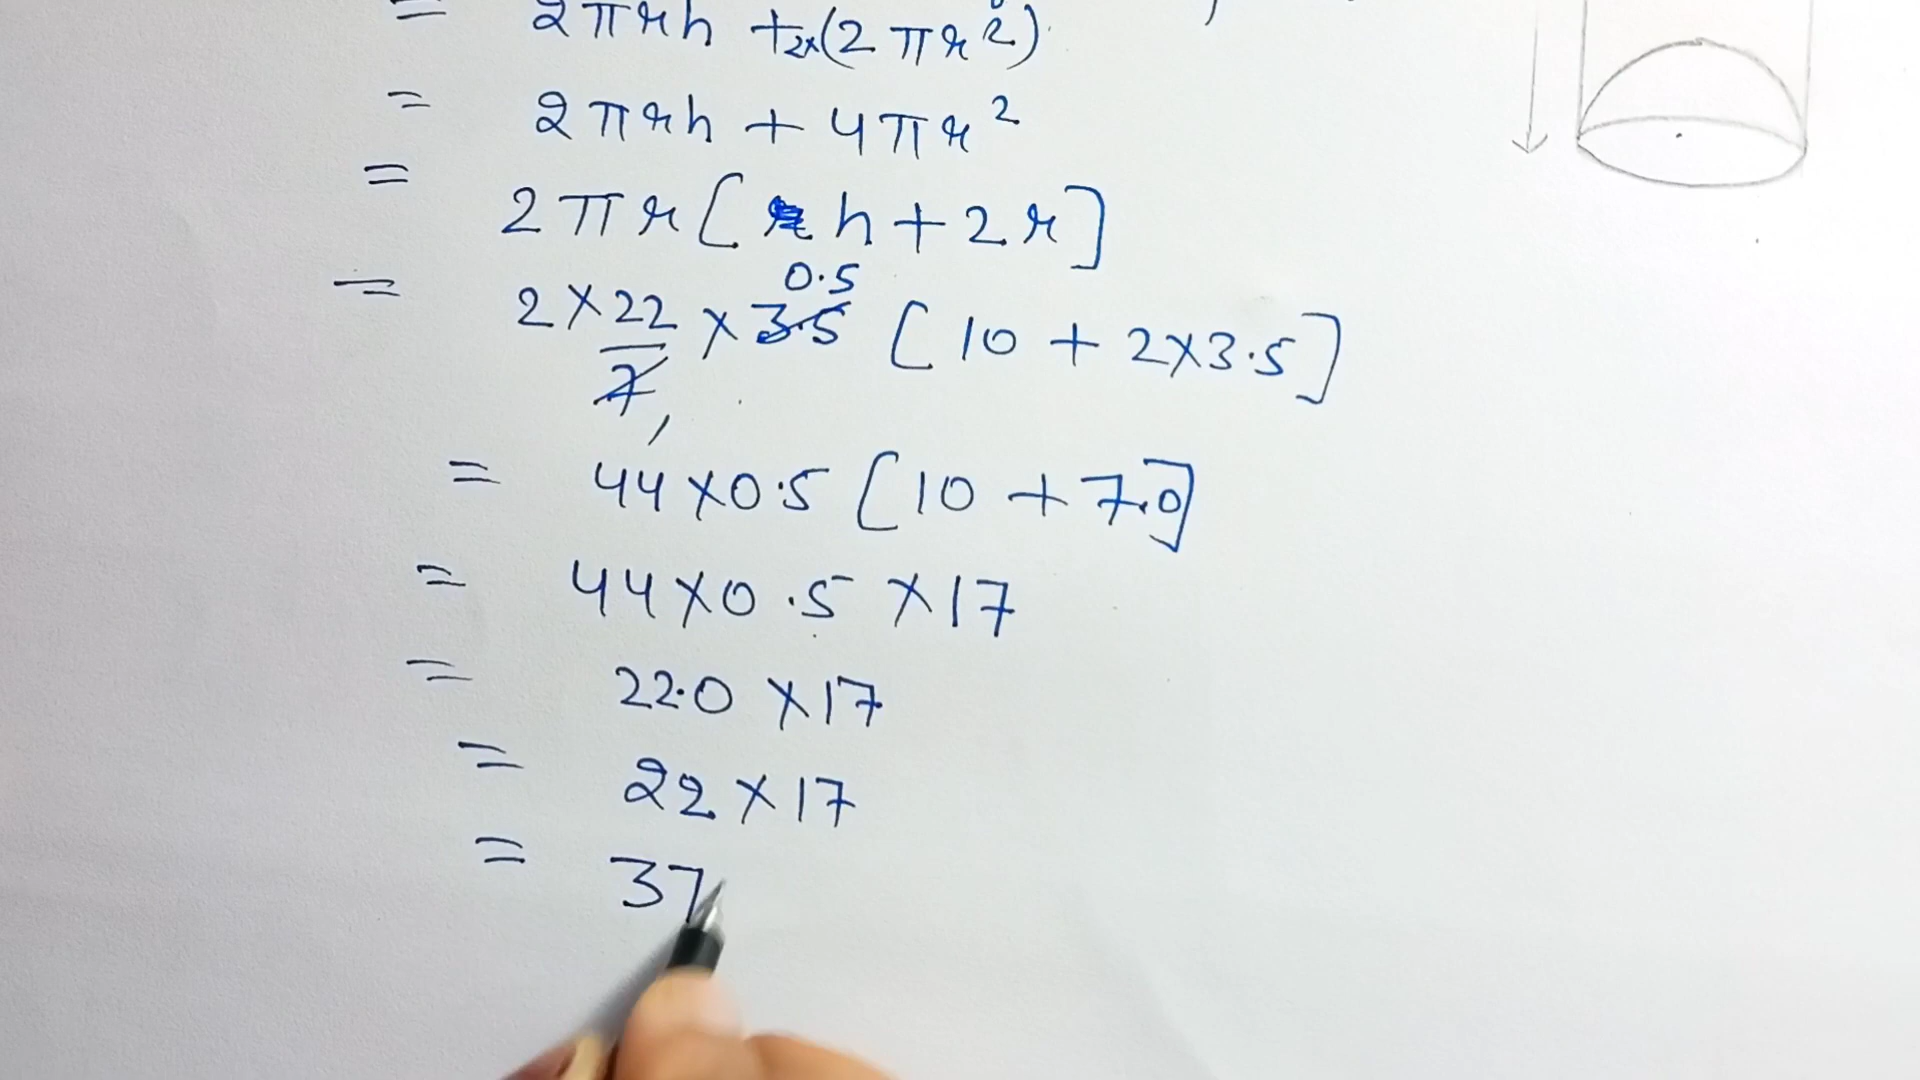 = 2πrh +2×(2πr²)
= 2πrh + 4πr²
= 2πr[h+2r]
0.5
= 2×22/7 × 3.5 [10 + 2×3.5]
= 44×0.5 [10 + 7.0]
= 44×0.5×17
= 22.0 ×17
= 22×17
= 37